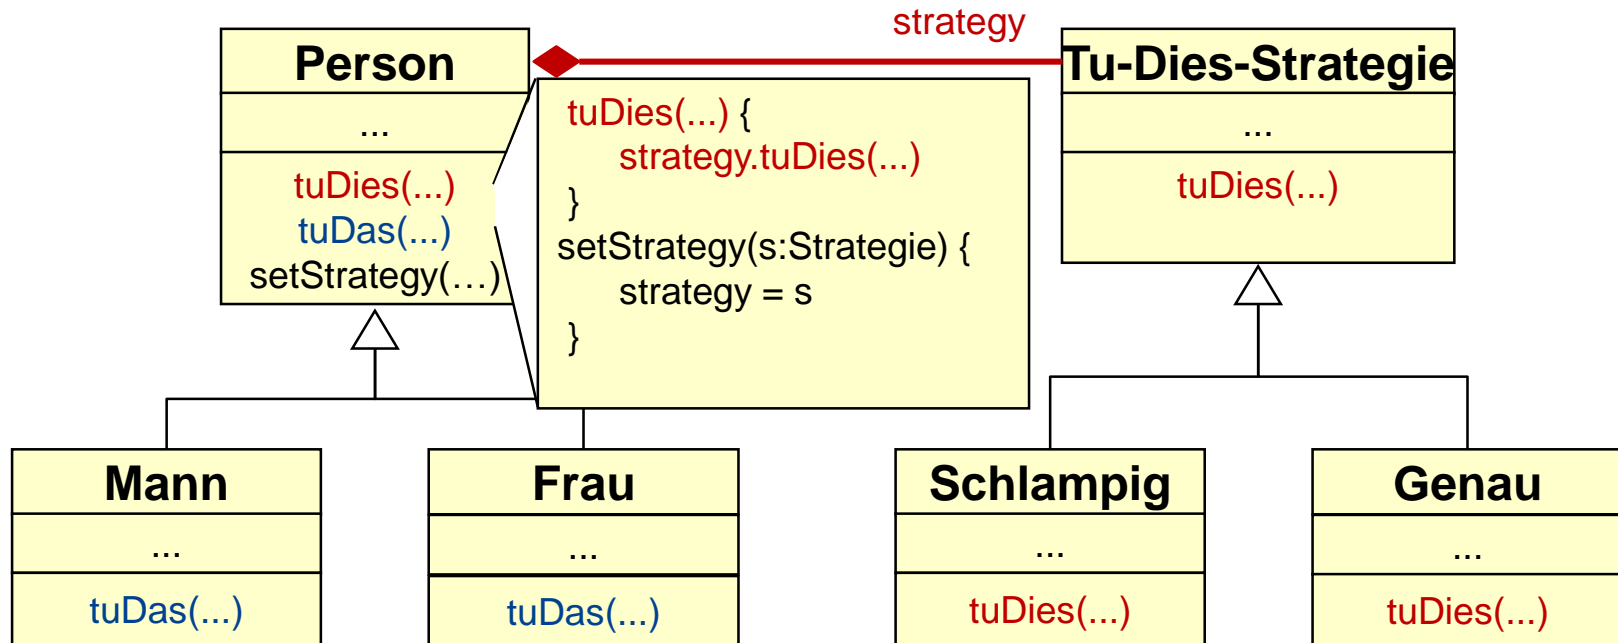 strategy
Person
...
tuDies(...)
tuDas(...)
setStrategy(...)
tuDies(...) {
strategy.tuDies(...)
}
setStrategy(s:Strategie) {
strategy = s
}
Tu-Dies-Strategie
...
tuDies(...)
Mann
...
tuDas(...)
Frau
...
tuDas(...)
Schlampig
...
tuDies(...)
Genau
...
tuDies(...)